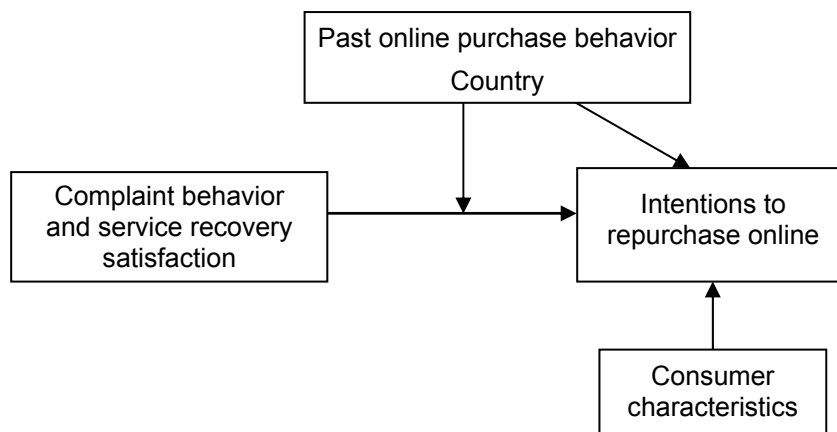 Past online purchase behavior
Country
Complaint behavior
and service recovery
satisfaction
Intentions to
repurchase online
Consumer
characteristics